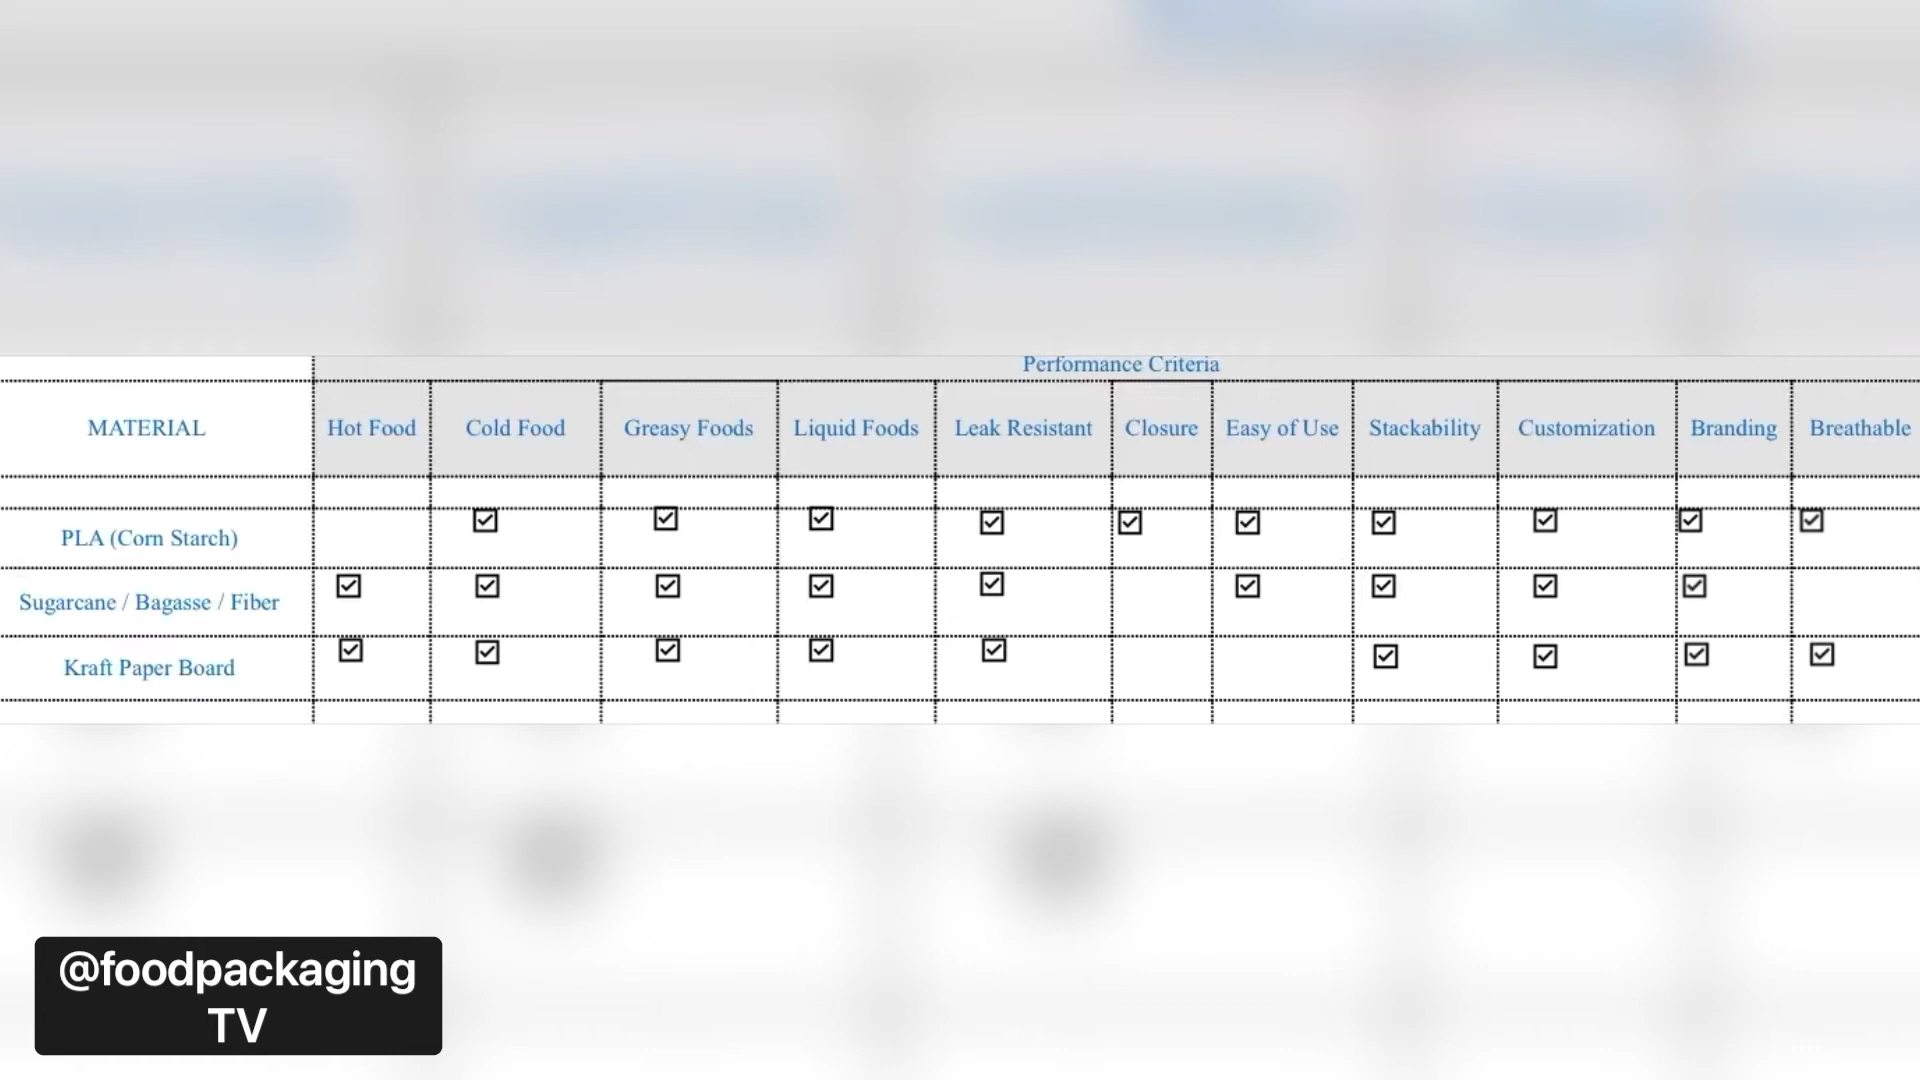 Performance Criteria
MATERIAL Hot Food Cold Food Greasy Foods Liquid Foods Leak Resistant Closure Easy of Use Stackability Customization Branding Breathable
PLA (Corn Starch) ☑ ☑ ☑ ☑ ☑ ☑ ☑ ☑ ☑ ☑
Sugarcane / Bagasse / Fiber ☑ ☑ ☑ ☑ ☑ ☑ ☑ ☑ ☑
Kraft Paper Board ☑ ☑ ☑ ☑ ☑ ☑ ☑ ☑ ☑
@foodpackaging
TV